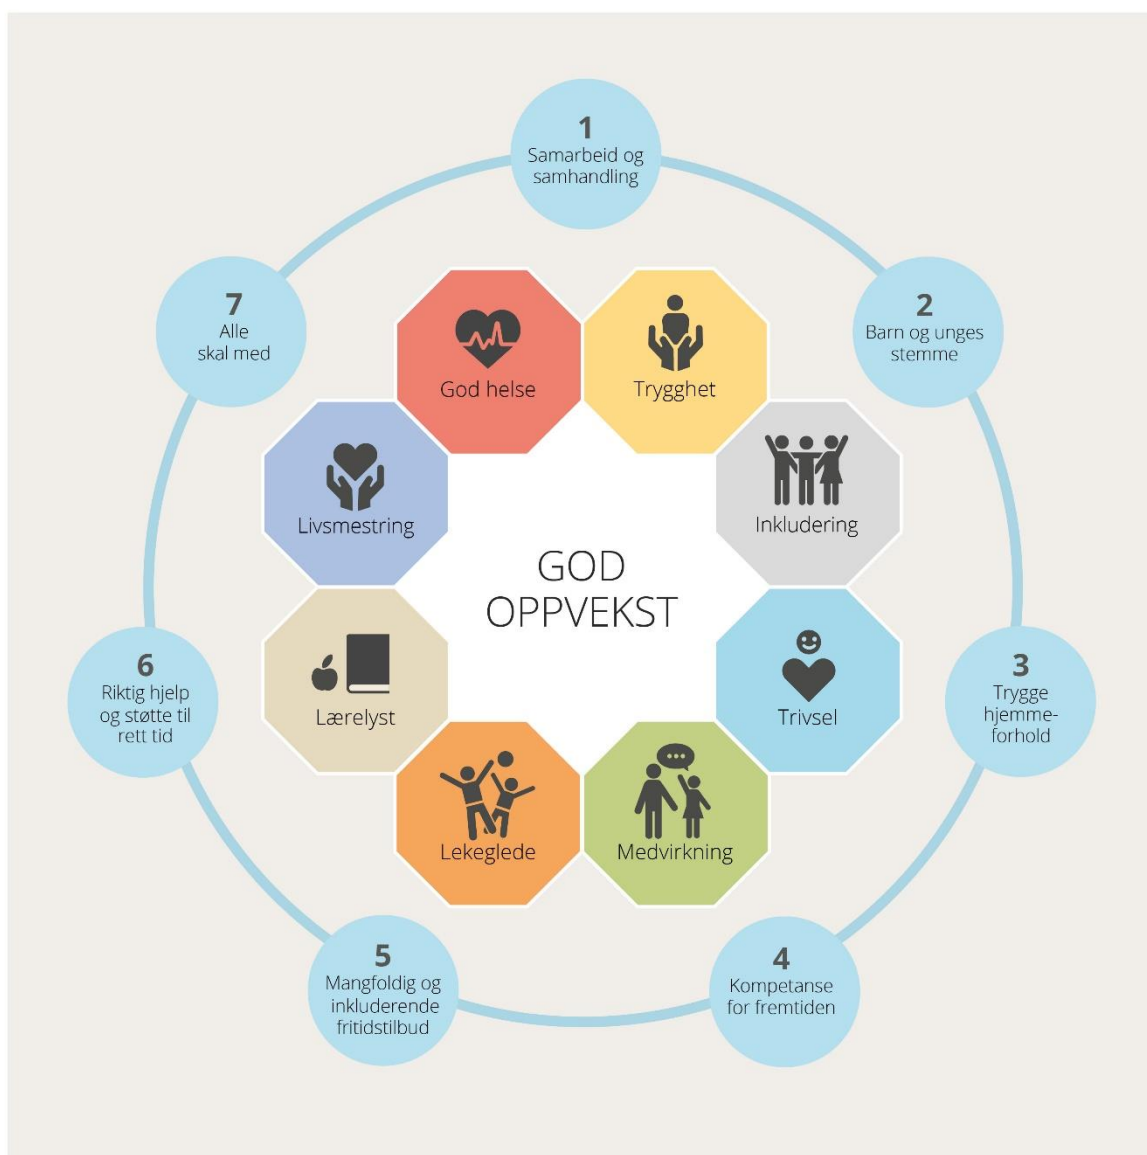 1
Samarbeid og
samhandling
2
Barn og unges
stemme
3
Trygge
hjemme-
forhold
4
Kompetanse
for fremtiden
5
Mangfoldig og
inkluderende
fritidstilbud
6
Riktig hjelp
og støtte til
rett tid
7
Alle
skal med
God helse
Trygghet
Inkludering
Trivsel
Medvirkning
Lekeglede
Lærelyst
Livsmestring
GOD
OPPVEKST